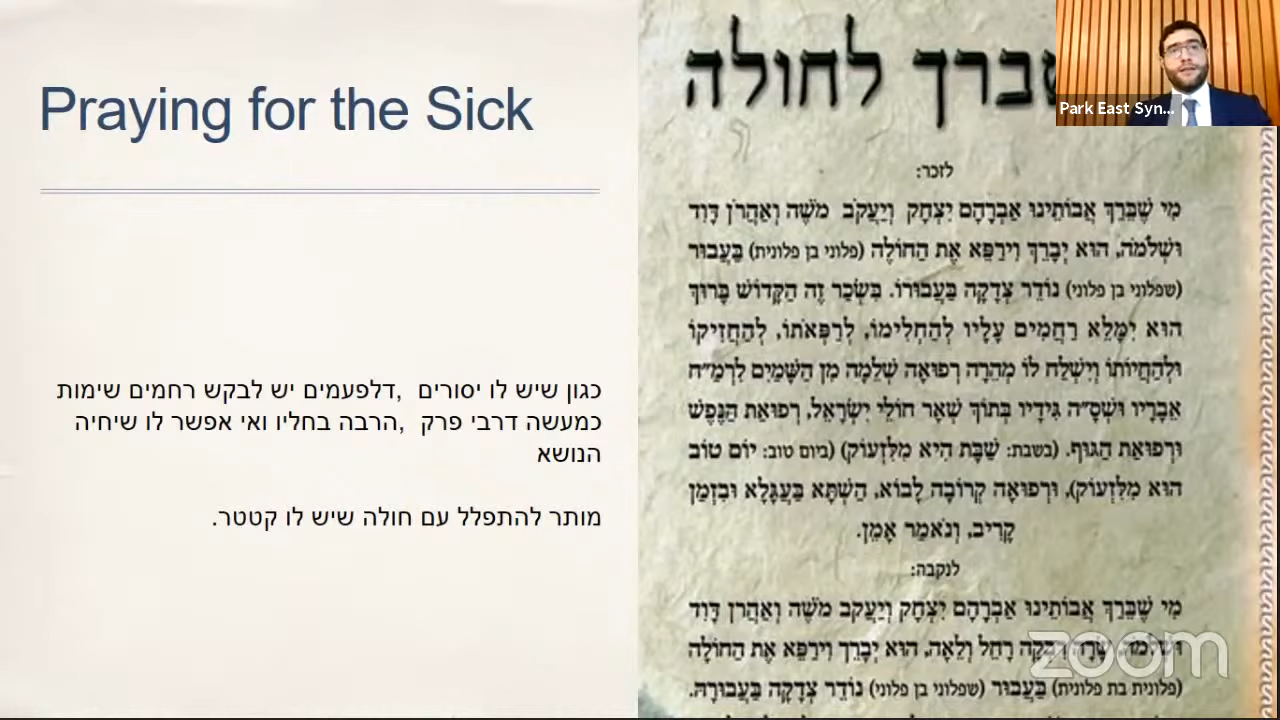 Praying for the Sick
כגון שיש לו יסורים ,דלפעמים יש לבקש רחמים שימות
כמעשה דרבי פרק ,הרבה בחליו ואי אפשר לו שיחיה
הנושא
מותר להתפלל עם חולה שיש לו קטטר.
שברך לחולה
לזכר:
מִי שֶׁבֵּרַךְ אֲבוֹתֵינוּ אַבְרָהָם יִצְחָק וְיַעֲקֹב מֹשֶׁה וְאַהֲרֹן דָּוִד
וּשְׁלֹמֹה, הוּא יְבָרֵךְ וִירַפֵּא אֶת הַחוֹלֶה (פלוני בן פלונית) בַּעֲבוּר
(שפלוני בן פלוני) נוֹדֵר צְדָקָה בַּעֲבוּרוֹ. בִּשְׂכַר זֶה הַקָּדוֹשׁ בָּרוּךְ
הוּא יִמָּלֵא רַחֲמִים עָלָיו לְהַחְלִימוֹ, לְרַפֹּאתוֹ, לְהַחֲזִיקוֹ
וּלְהַחֲיוֹתוֹ וְיִשְׁלַח לוֹ מְהֵרָה רְפוּאָה שְׁלֵמָה מִן הַשָּׁמַיִם לִרְמַ״ח
אֵבָרָיו וּשְׁסָ״ה גִּידָיו בְּתוֹךְ שְׁאָר חוֹלֵי יִשְׂרָאֵל, רְפוּאַת הַנֶּפֶשׁ
וּרְפוּאַת הַגּוּף. (בשבת: שַׁבָּת הִיא מִלִּזְעוֹק) (ביום טוב: יוֹם טוֹב
הוּא מִלִּזְעוֹק), וּרְפוּאָה קְרוֹבָה לָבוֹא, הַשְׁתָּא בַּעֲגָלָא וּבִזְמַן
קָרִיב, וְנֹאמַר אָמֵן.
לנקבה:
מִי שֶׁבֵּרַךְ אֲבוֹתֵינוּ אַבְרָהָם יִצְחָק וְיַעֲקֹב מֹשֶׁה וְאַהֲרֹן דָּוִד
וּשְׁלֹמֹה, שָׂרָה רִבְקָה רָחֵל וְלֵאָה, הוּא יְבָרֵךְ וִירַפֵּא אֶת הַחוֹלָה
(פלונית בת פלונית) בַּעֲבוּר (שפלוני בן פלוני) נוֹדֵר צְדָקָה בַּעֲבוּרָהּ.
Park East Syn...
zoom